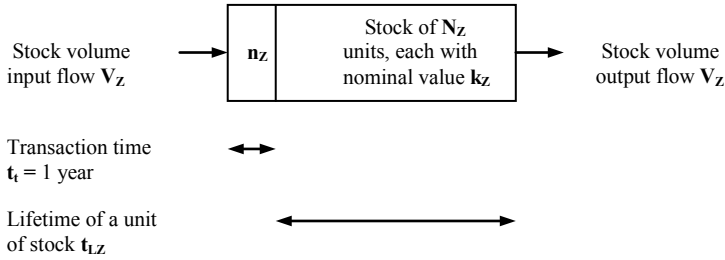 Stock volume
input flow V_Z
n_Z
Stock of N_Z
units, each with
nominal value k_Z
Stock volume
output flow V_Z
Transaction time
t_t = 1 year
Lifetime of a unit
of stock t_LZ